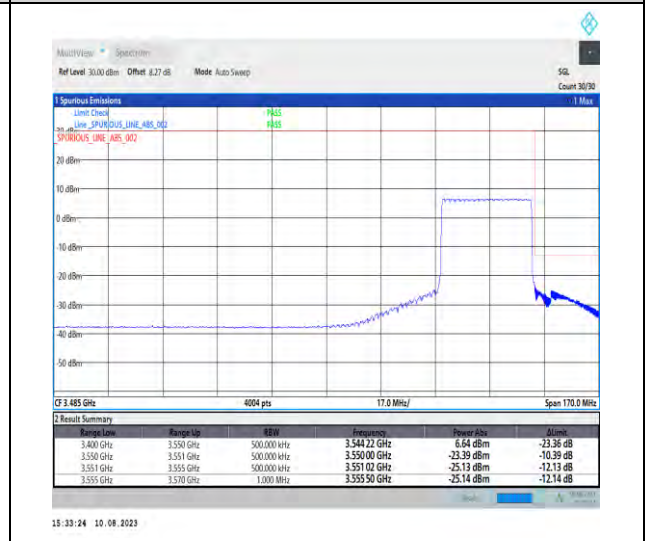 MultiView Spectrum
Ref Level 30.00 dBm Offset 8.27 dB Mode Auto Sweep SGL
Count 30/30
1 Spurious Emissions 1 Max
Limit Check PASS
Line _SPURIOUS_LINE_ABS_002 PASS
_SPURIOUS_LINE_ABS_002
20 dBm
10 dBm
0 dBm
-10 dBm
-20 dBm
-30 dBm
-40 dBm
-50 dBm
CF 3.485 GHz 4004 pts 17.0 MHz/ Span 170.0 MHz
2 Result Summary
Range Low Range Up RBW Frequency Power Abs ΔLimit
3.400 GHz 3.550 GHz 500.000 kHz 3.544 22 GHz 6.64 dBm -23.36 dB
3.550 GHz 3.551 GHz 500.000 kHz 3.550 00 GHz -23.39 dBm -10.39 dB
3.551 GHz 3.555 GHz 500.000 kHz 3.551 02 GHz -25.13 dBm -12.13 dB
3.555 GHz 3.570 GHz 1.000 MHz 3.555 50 GHz -25.14 dBm -12.14 dB
15:33:24 10.08.2023